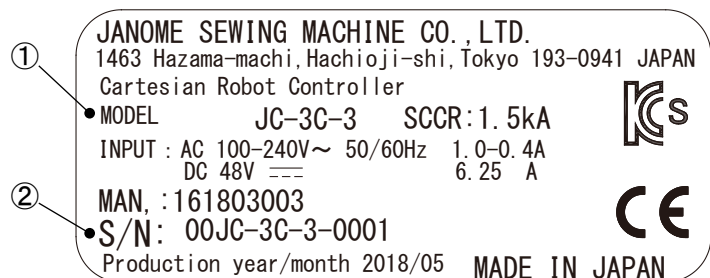 JANOME SEWING MACHINE CO.,LTD.
1463 Hazama-machi,Hachioji-shi,Tokyo 193-0941 JAPAN
Cartesian Robot Controller
① MODEL JC-3C-3 SCCR:1.5kA
INPUT : AC 100-240V～ 50/60Hz 1.0-0.4A
DC 48V ⎓ 6.25 A
MAN,:161803003
② S/N: 00JC-3C-3-0001
Production year/month 2018/05 MADE IN JAPAN
KCs
CE